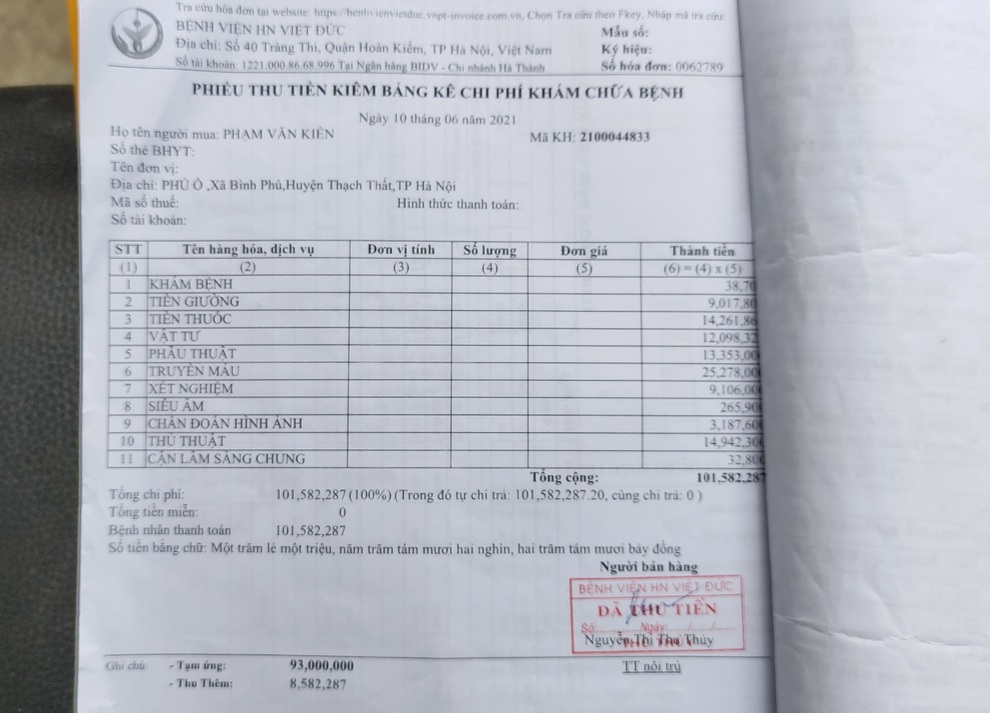 Tra cứu hóa đơn tại website: https://benhvienvietduc.vnpt-invoice.com.vn, Chọn Tra cứu theo Fkey, Nhập mã tra cứu:
BỆNH VIỆN HN VIỆT ĐỨC
Mẫu số:
Địa chỉ: Số 40 Tràng Thi, Quận Hoàn Kiếm, TP Hà Nội, Việt Nam
Ký hiệu:
Số tài khoản: 1221.000.86.68.996 Tại Ngân hàng BIDV - Chi nhánh Hà Thành
Số hóa đơn: 0062789
PHIẾU THU TIỀN KIÊM BẢNG KÊ CHI PHÍ KHÁM CHỮA BỆNH
Ngày 10 tháng 06 năm 2021
Họ tên người mua: PHẠM VĂN KIÊN
Mã KH: 2100044833
Số thẻ BHYT:
Tên đơn vị:
Địa chỉ: PHÚ Ổ ,Xã Bình Phú,Huyện Thạch Thất,TP Hà Nội
Mã số thuế: Hình thức thanh toán:
Số tài khoản:
STT Tên hàng hóa, dịch vụ Đơn vị tính Số lượng Đơn giá Thành tiền
(1) (2) (3) (4) (5) (6) = (4) x (5)
1 KHÁM BỆNH 38,70
2 TIỀN GIƯỜNG 9,017,80
3 TIỀN THUỐC 14,261,86
4 VẬT TƯ 12,098,32
5 PHẪU THUẬT 13,353,00
6 TRUYỀN MÁU 25,278,00
7 XÉT NGHIỆM 9,106,00
8 SIÊU ÂM 265,90
9 CHẨN ĐOÁN HÌNH ẢNH 3,187,60
10 THỦ THUẬT 14,942,30
11 CẬN LÂM SÀNG CHUNG 32,80
Tổng cộng: 101,582,287
Tổng chi phí: 101,582,287 (100%) (Trong đó tự chi trả: 101,582,287.20, cùng chi trả: 0 )
Tổng tiền miễn: 0
Bệnh nhân thanh toán 101,582,287
Số tiền bằng chữ: Một trăm lẻ một triệu, năm trăm tám mươi hai nghìn, hai trăm tám mươi bảy đồng
Người bán hàng
BỆNH VIỆN HN VIỆT ĐỨC
ĐÃ THU TIỀN
Số:...... Ngày:....../....../......
Nguyễn Thị Thu Thủy
Ghi chú: - Tạm ứng: 93,000,000
TT nội trú
- Thu Thêm: 8,582,287